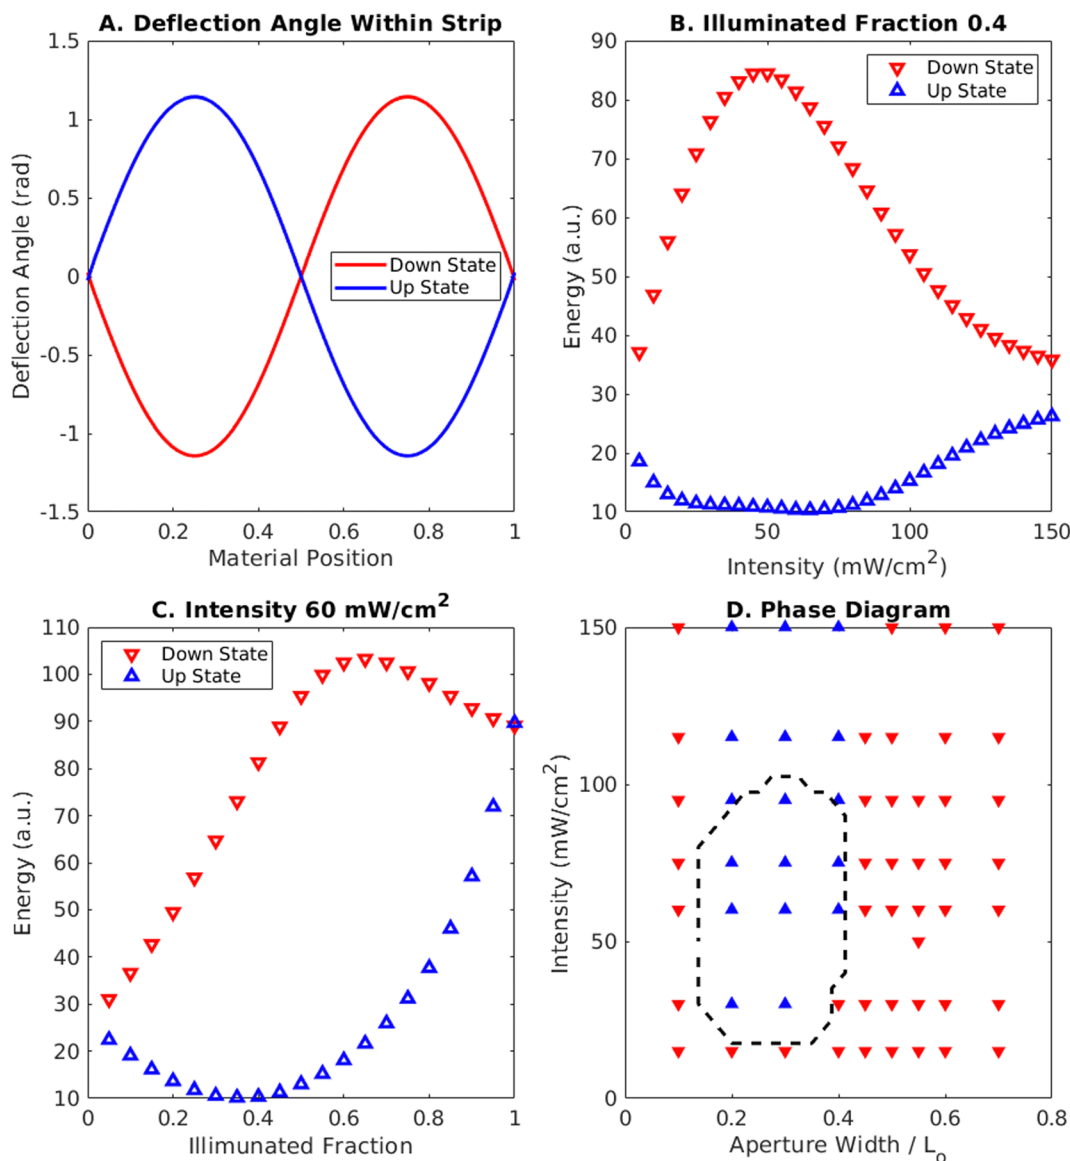 A. Deflection Angle Within Strip
1.5
1
0.5
0
-0.5
-1
-1.5
Deflection Angle (rad)
Down State
Up State
0 0.2 0.4 0.6 0.8 1
Material Position
B. Illuminated Fraction 0.4
90
80
70
60
50
40
30
20
10
Energy (a.u.)
Down State
Up State
0 50 100 150
Intensity (mW/cm²)
C. Intensity 60 mW/cm²
110
100
90
80
70
60
50
40
30
20
10
Energy (a.u.)
Down State
Up State
0 0.2 0.4 0.6 0.8 1
Illimunated Fraction
D. Phase Diagram
150
100
50
0
Intensity (mW/cm²)
0 0.2 0.4 0.6 0.8
Aperture Width / Lₒ